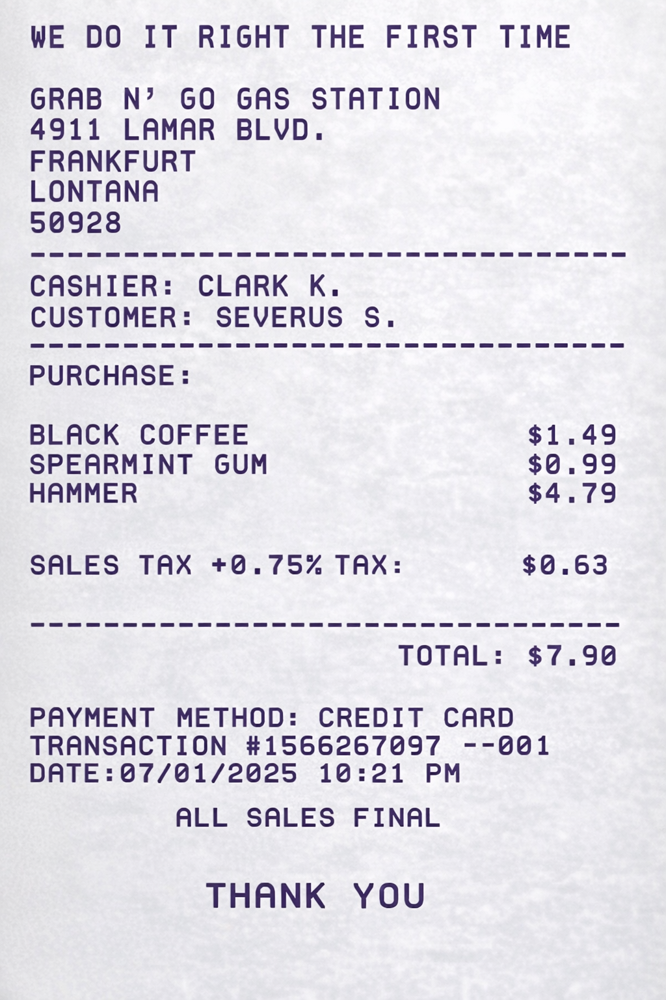 WE DO IT RIGHT THE FIRST TIME
GRAB N' GO GAS STATION
4911 LAMAR BLVD.
FRANKFURT
LONTANA
50928
--------------------------------
CASHIER: CLARK K.
CUSTOMER: SEVERUS S.
--------------------------------
PURCHASE:
BLACK COFFEE $1.49
SPEARMINT GUM $0.99
HAMMER $4.79
SALES TAX +0.75% TAX: $0.63
--------------------------------
TOTAL: $7.90
PAYMENT METHOD: CREDIT CARD
TRANSACTION #1566267097 --001
DATE:07/01/2025 10:21 PM
ALL SALES FINAL
THANK YOU